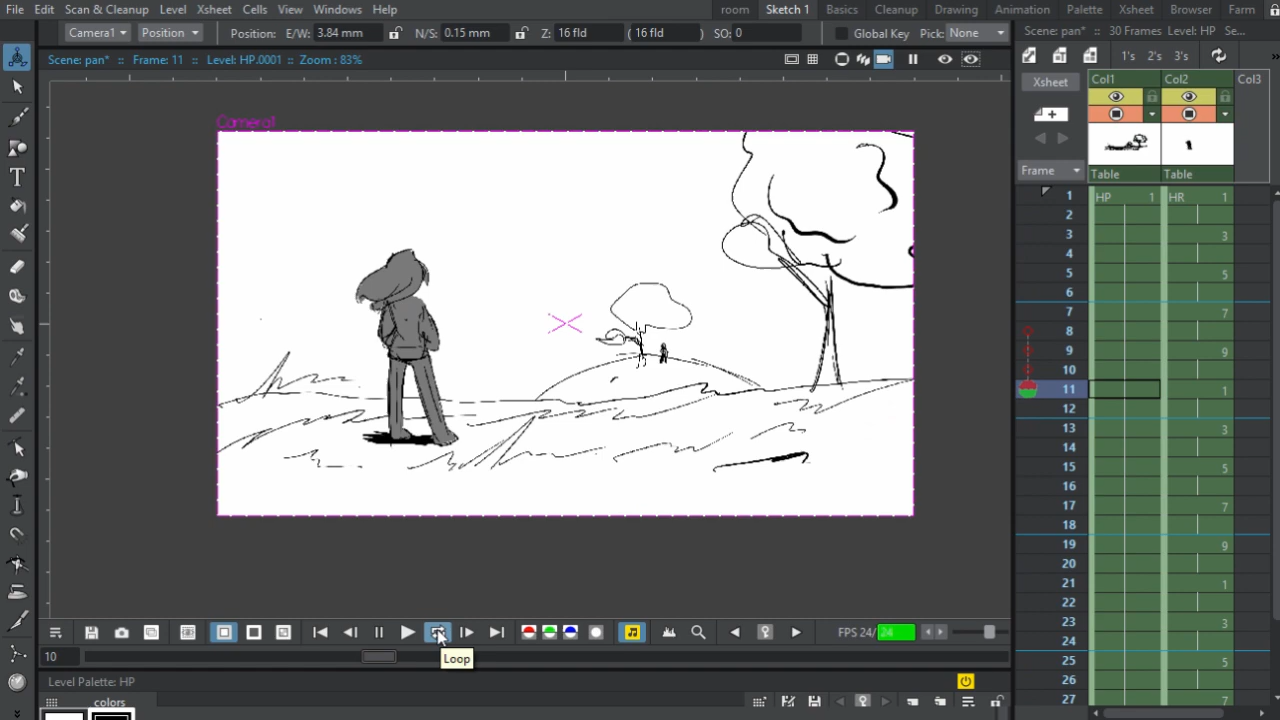 File Edit Scan & Cleanup Level Xsheet Cells View Windows Help room Sketch 1 Basics Cleanup Drawing Animation Palette Xsheet Browser Farm
Camera1 Position Position: E/W: 3.84 mm N/S: 0.15 mm Z: 16 fld ( 16 fld ) SO: 0 Global Key Pick: None
Scene: pan* :: 30 Frames Level: HP Se...
Scene: pan* :: Frame: 11 :: Level: HP.0001 :: Zoom : 83%
1's 2's 3's
Xsheet Col1 Col2 Col3
Camera1
Frame Table Table
1 HP 1 HR 1
2
3 3
4
5 5
6
7 7
8
9 9
10
11 1
12
13 3
14
15 5
16
17 7
18
19 9
20
21 1
22
23 3
24
25 5
26
27 7
FPS 24/ 24
10
Loop
Level Palette: HP
colors